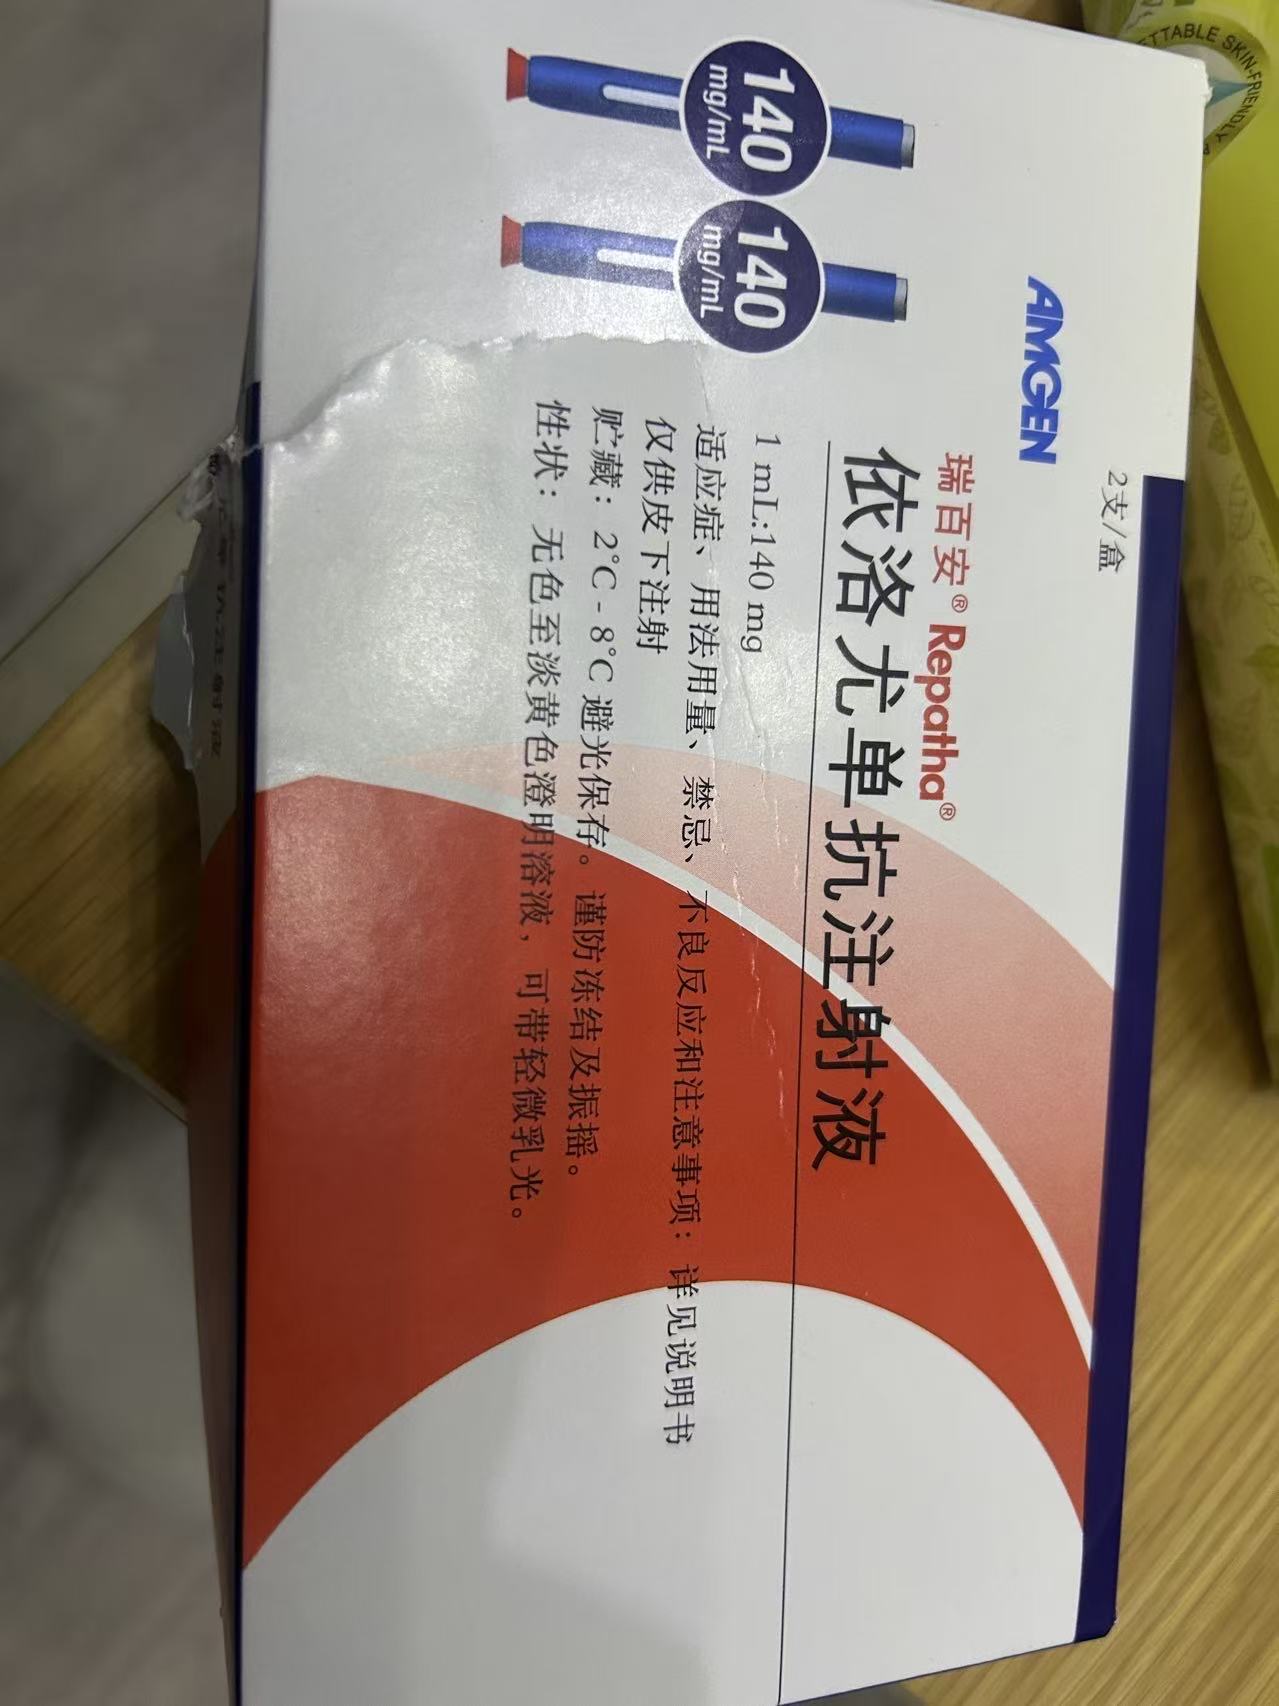 2支/盒
AMGEN
瑞百安® Repatha®
依洛尤单抗注射液
1 mL:140 mg
适应症、用法用量、禁忌、不良反应和注意事项：详见说明书
仅供皮下注射
贮藏：2°C - 8°C 避光保存。谨防冻结及振摇。
性状：无色至淡黄色澄明溶液，可带轻微乳光。
140
mg/mL
140
mg/mL
SKIN-FRIENDLY